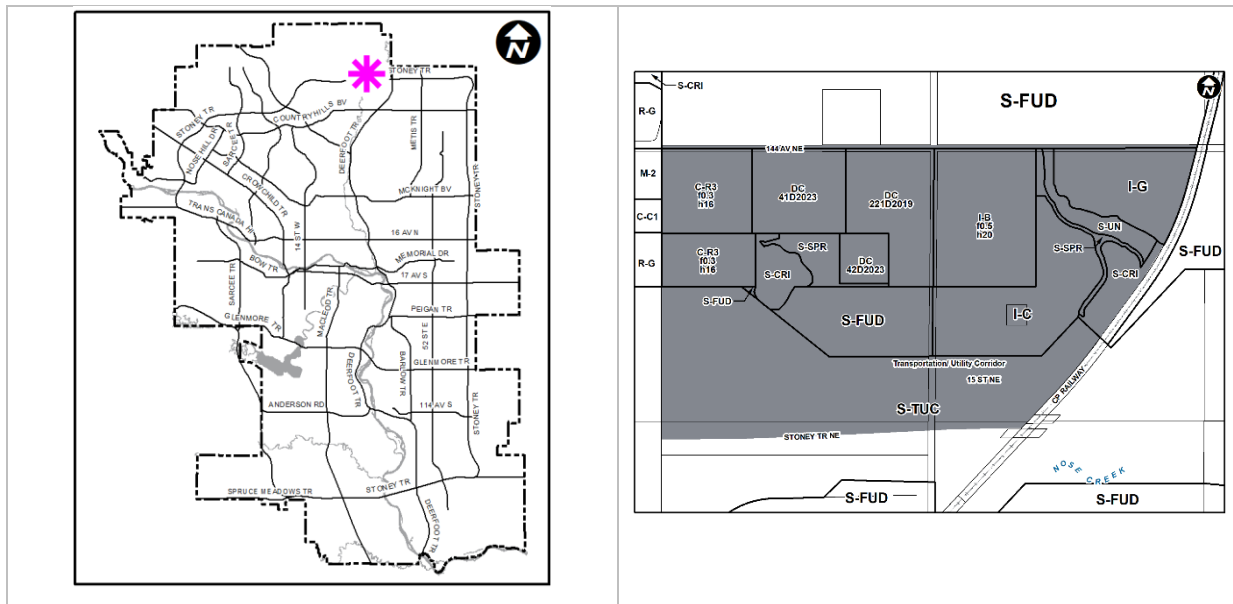 N
STONEY TR
COUNTRYHILLS BV
STONEY TR
SARCEE TR
NOSE HILL DR
DEERFOOT TR
METIS TR
CROWCHILD TR
MCKNIGHT BV
STONEY TR
TRANS CANADA HI
14 ST W
16 AV N
MEMORIAL DR
BOW TR
17 AV S
SARCEE TR
MACLEOD TR
PEIGAN TR
GLENMORE TR
52 ST E
BARLOW TR
GLENMORE TR
DEERFOOT TR
ANDERSON RD
114 AV S
STONEY TR
SPRUCE MEADOWS TR
STONEY TR
DEERFOOT TR
N
S-CRI
S-FUD
R-G
144 AV NE
M-2
C-R3
f0.3
h16
DC
41D2023
DC
221D2019
I-B
f0.5
h20
I-G
C-C1
S-UN
S-FUD
R-G
C-R3
f0.3
h16
S-SPR
S-CRI
DC
42D2023
S-SPR
S-CRI
S-FUD
S-FUD
I-C
Transportation/ Utility Corridor
15 ST NE
CP RAILWAY
S-TUC
STONEY TR NE
NOSE
CREEK
S-FUD
S-FUD